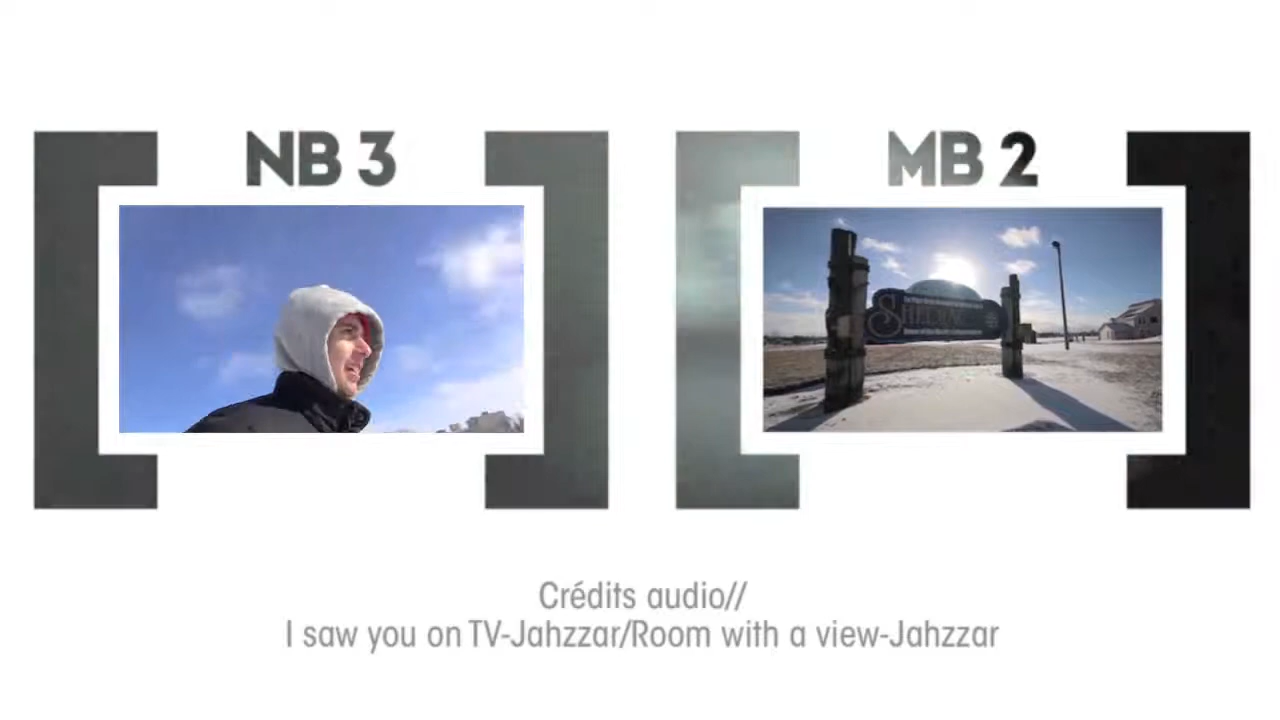 NB 3
MB 2
Crédits audio//
I saw you on TV-Jahzzar/Room with a view-Jahzzar